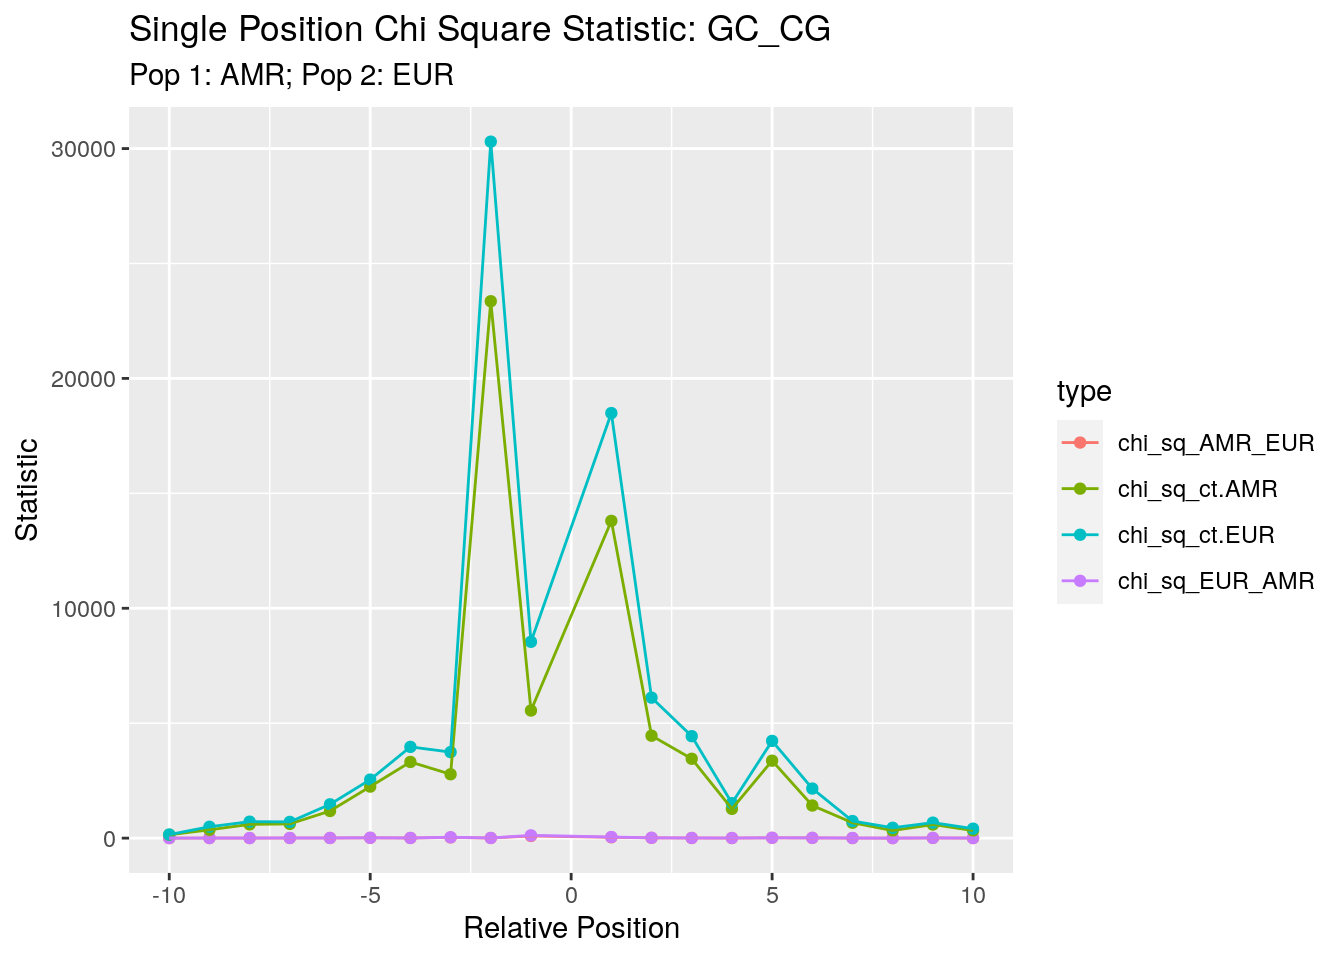 Single Position Chi Square Statistic: GC_CG
Pop 1: AMR; Pop 2: EUR
30000
20000
10000
0
Statistic
-10
-5
0
5
10
Relative Position
type
chi_sq_AMR_EUR
chi_sq_ct.AMR
chi_sq_ct.EUR
chi_sq_EUR_AMR